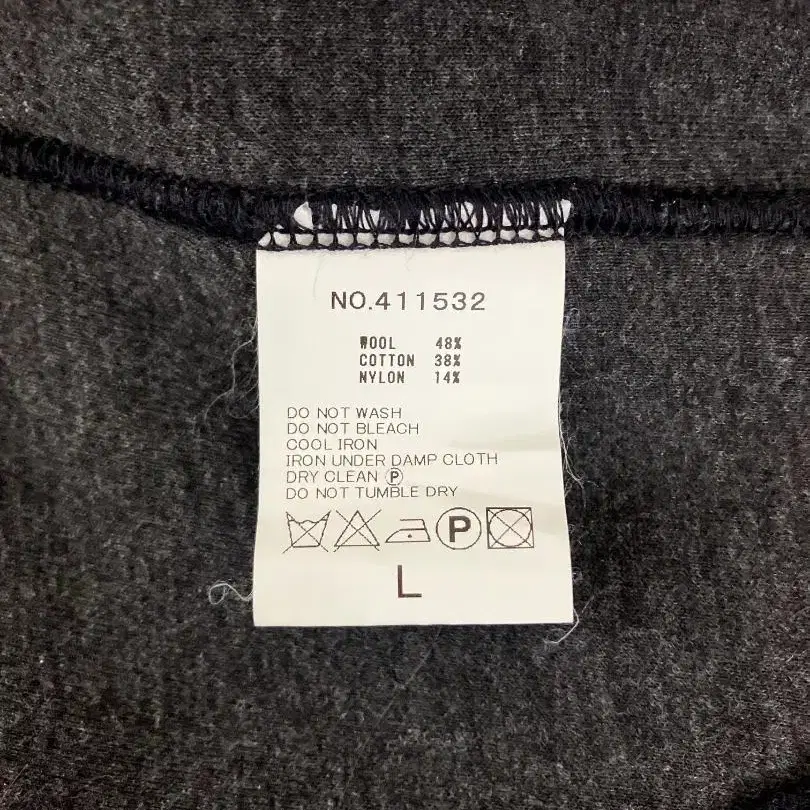 NO.411532
WOOL 48%
COTTON 38%
NYLON 14%
DO NOT WASH
DO NOT BLEACH
COOL IRON
IRON UNDER DAMP CLOTH
DRY CLEAN Ⓟ
DO NOT TUMBLE DRY
P
L